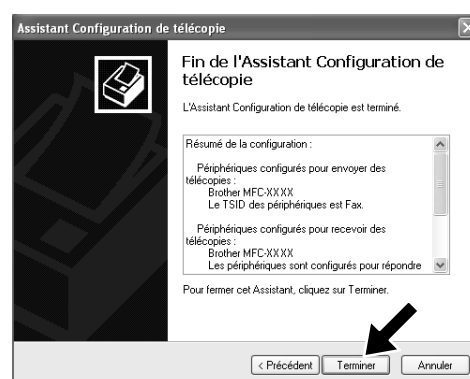 Assistant Configuration de télécopie
Fin de l'Assistant Configuration de
télécopie
L'Assistant Configuration de télécopie est terminé.
Résumé de la configuration :
Périphériques configurés pour envoyer des
télécopies :
Brother MFC-XXXX
Le TSID des périphériques est Fax.
Périphériques configurés pour recevoir des
télécopies :
Brother MFC-XXXX
Les périphériques sont configurés pour répondre
Pour fermer cet Assistant, cliquez sur Terminer.
< Précédent Terminer Annuler